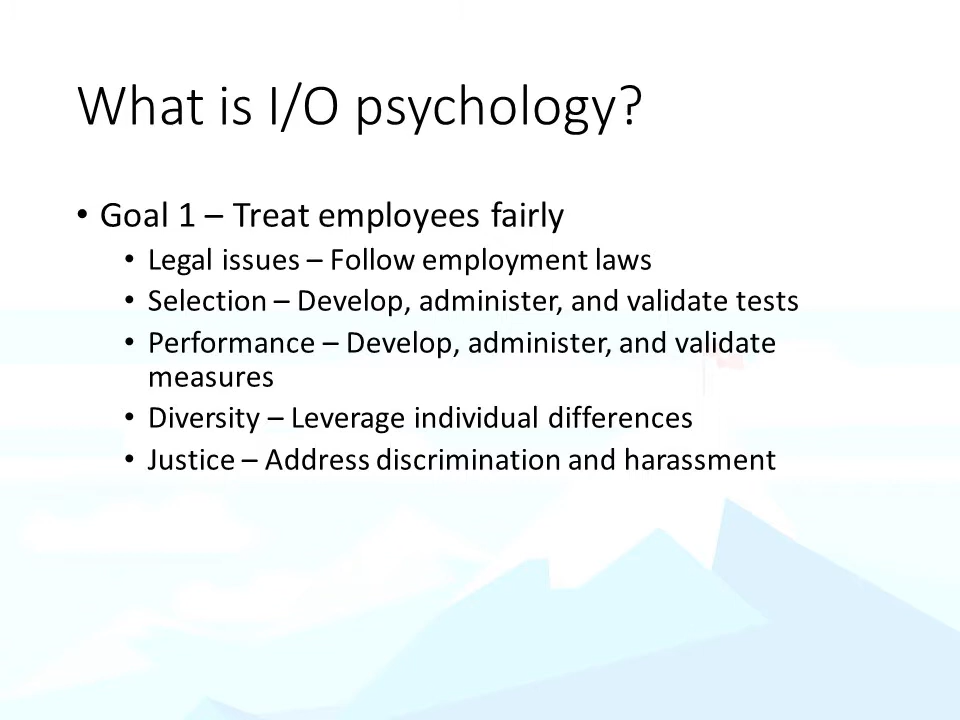 What is I/O psychology?
• Goal 1 – Treat employees fairly
• Legal issues – Follow employment laws
• Selection – Develop, administer, and validate tests
• Performance – Develop, administer, and validate
measures
• Diversity – Leverage individual differences
• Justice – Address discrimination and harassment